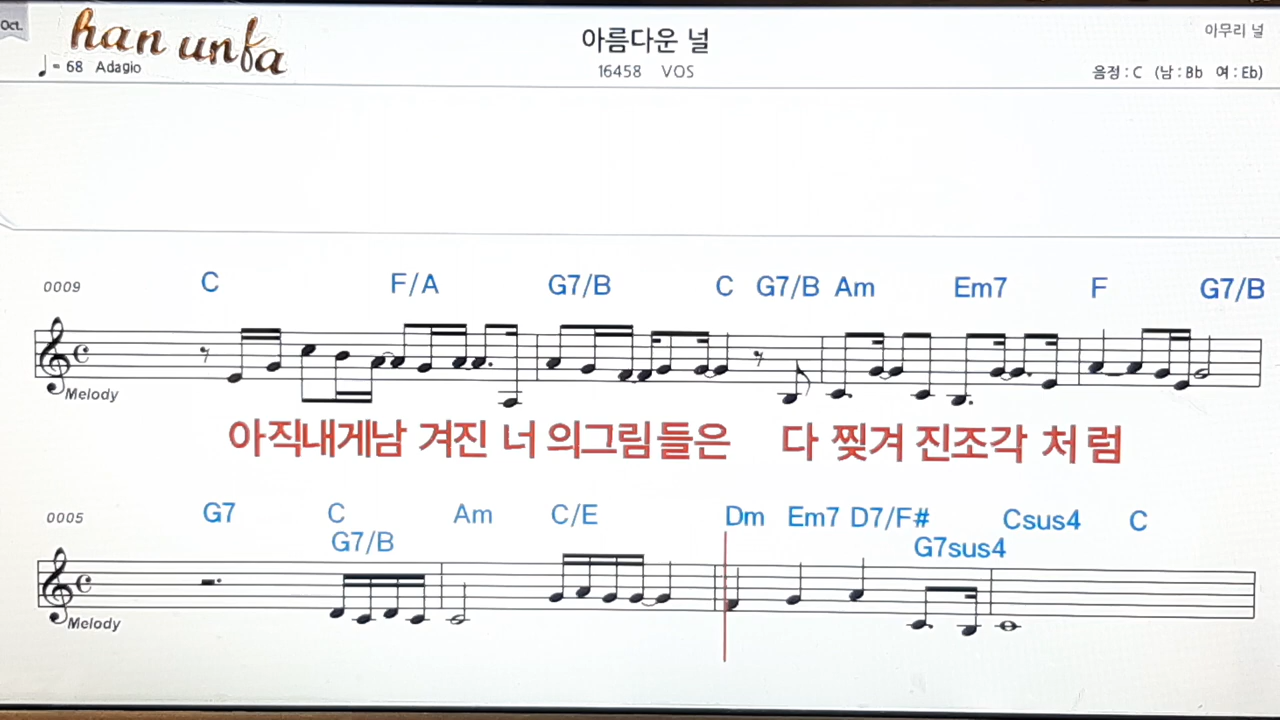 Oct.
han unfa
아름다운 널
아무리 널
♩= 68 Adagio
16458 VOS
음정 : C (남 : Bb 여 : Eb)
0009
C F/A G7/B C G7/B Am Em7 F G7/B
Melody
아직내게남 겨진 너 의그림들은 다 찢겨 진조각 처럼
0005
G7 C Am C/E Dm Em7 D7/F# Csus4 C
G7/B G7sus4
Melody